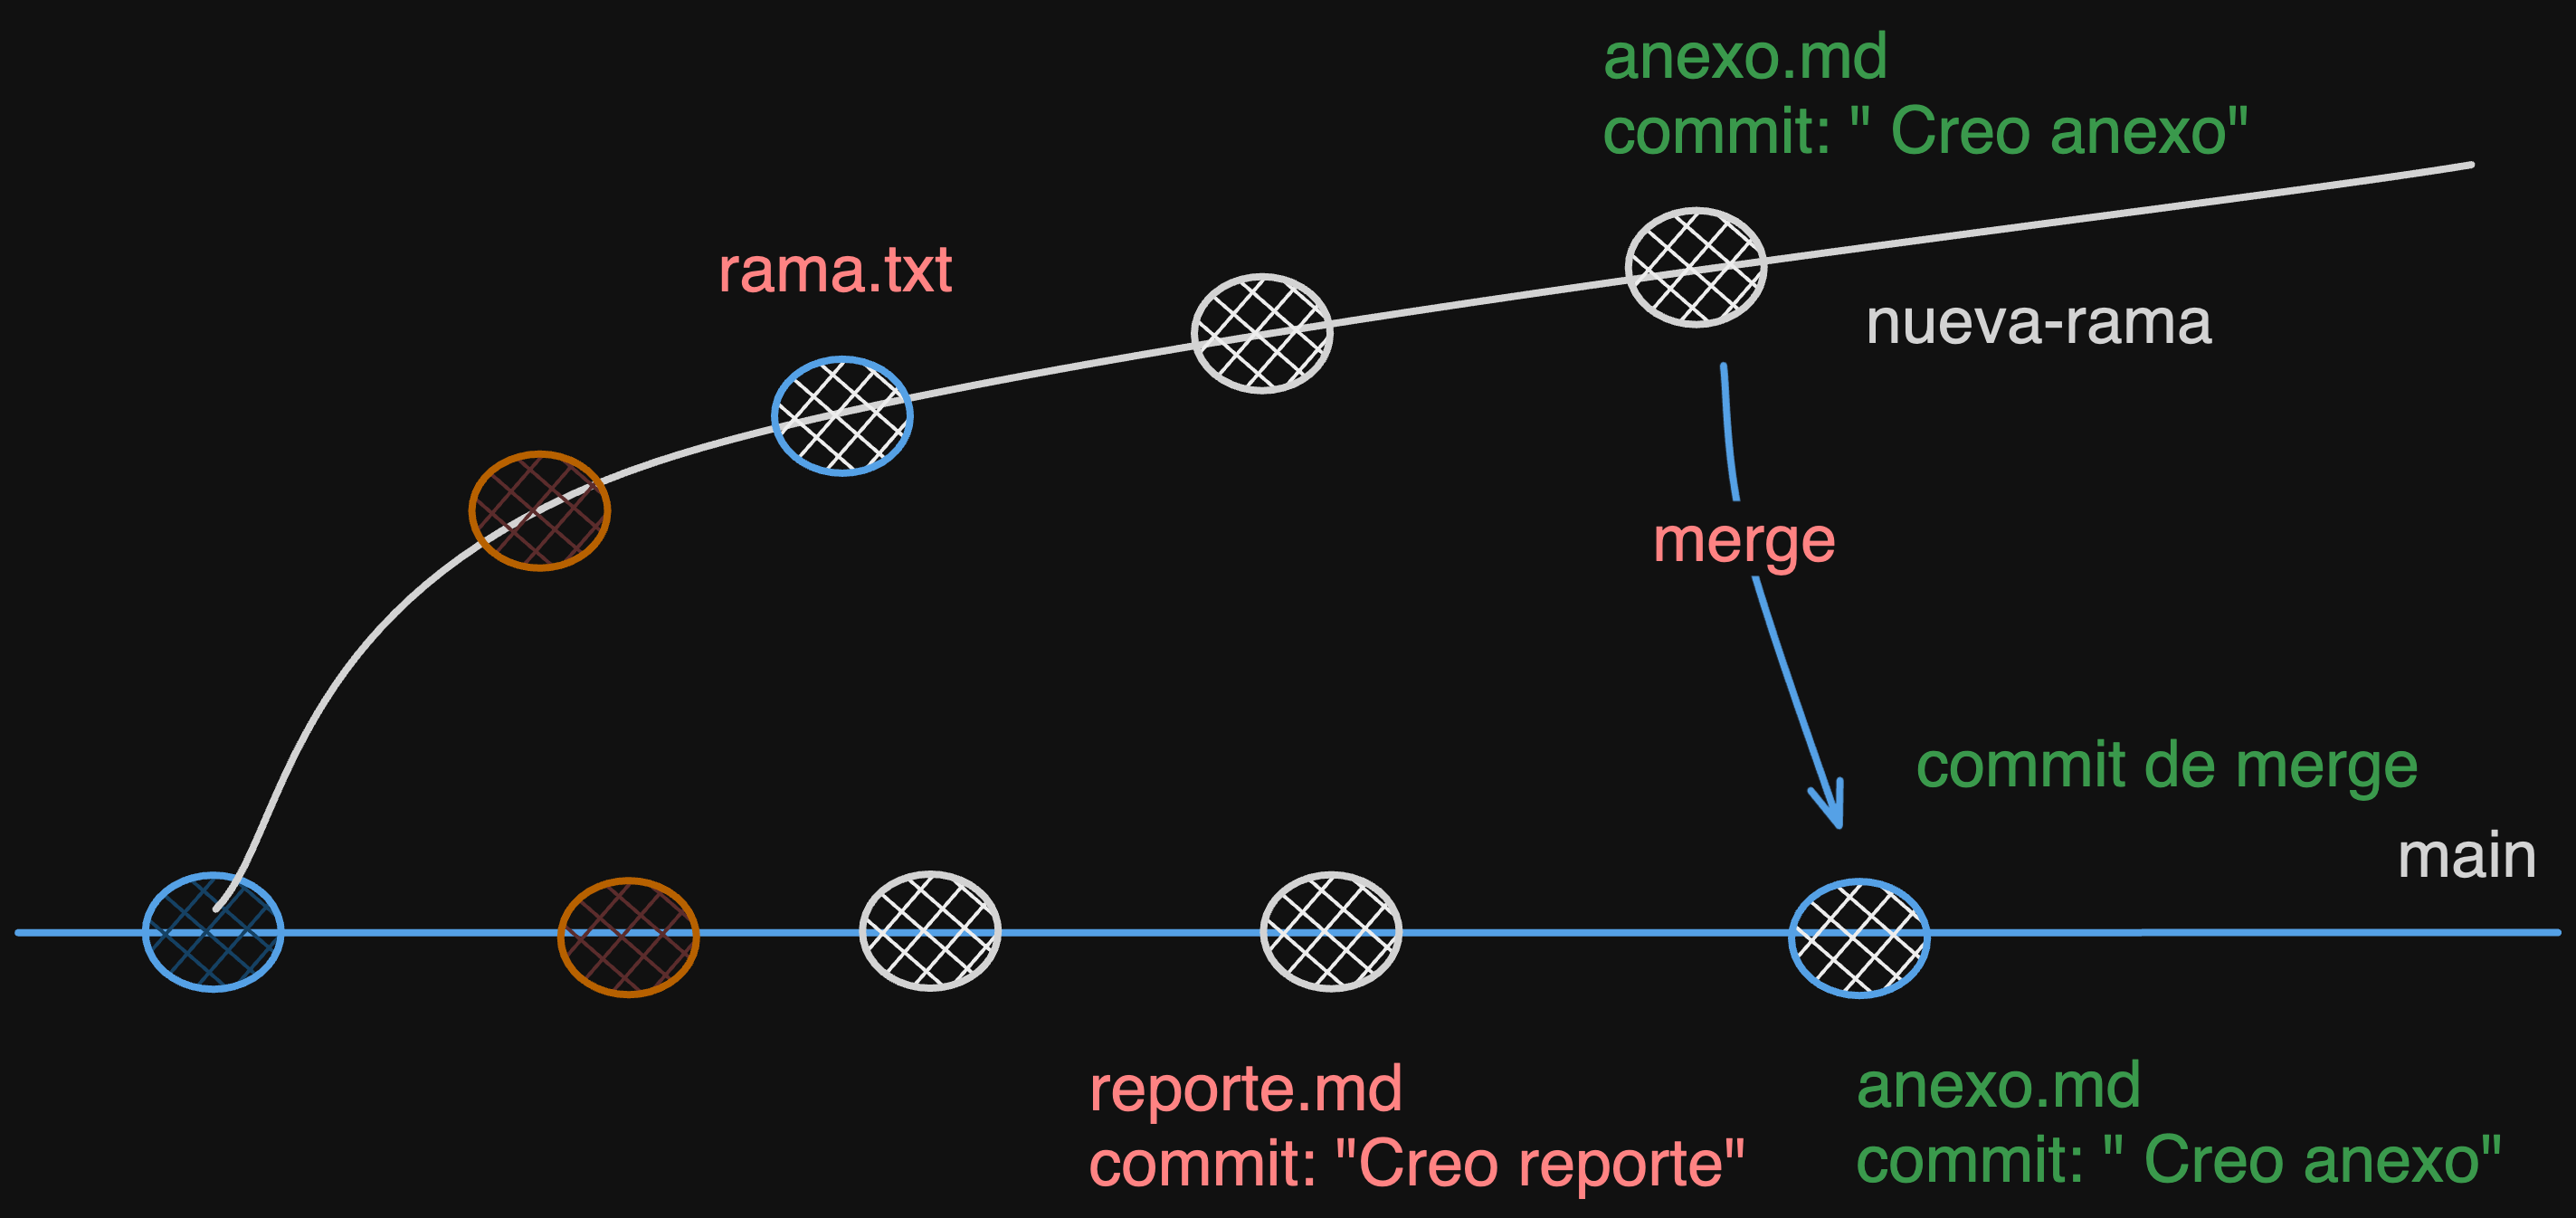 anexo.md
commit: " Creo anexo"
rama.txt
nueva-rama
merge
commit de merge
main
reporte.md
commit: "Creo reporte"
anexo.md
commit: " Creo anexo"